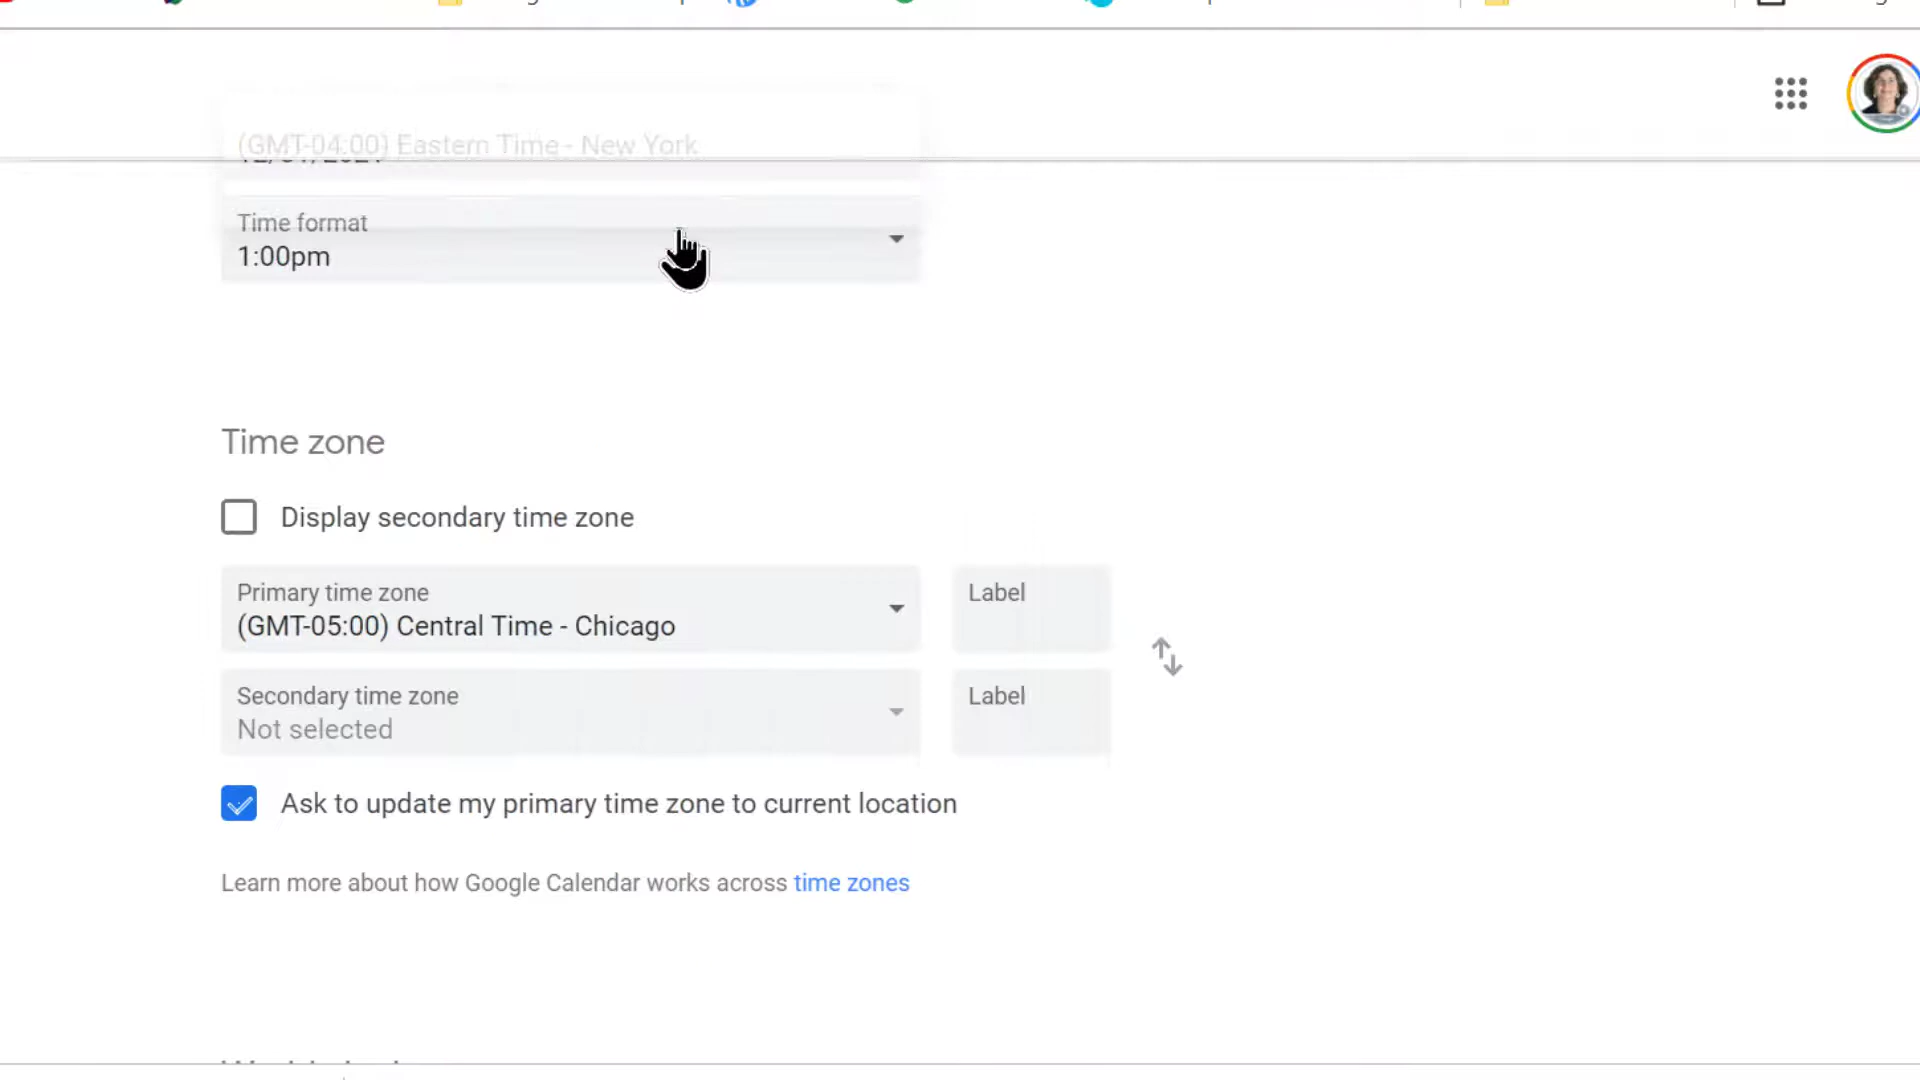 (GMT-04:00) Eastern Time - New York
Time format
1:00pm
Time zone
Display secondary time zone
Primary time zone
(GMT-05:00) Central Time - Chicago
Label
Secondary time zone
Not selected
Label
Ask to update my primary time zone to current location
Learn more about how Google Calendar works across time zones